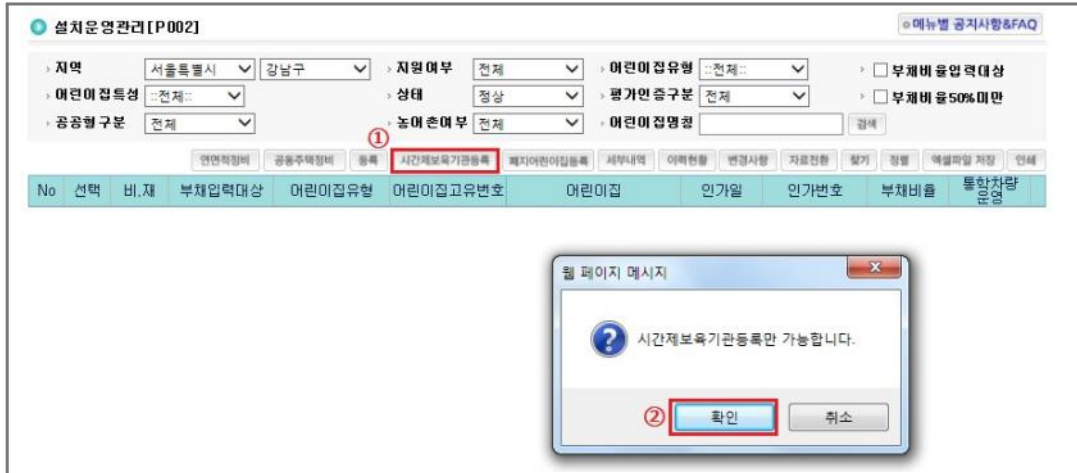 설치운영관리[P002]
메뉴별 공지사항&FAQ
지역 서울특별시 강남구 지원여부 전체 어린이집유형 ::전체:: 부채비율입력대상
어린이집특성 ::전체:: 상태 정상 평가인증구분 전체 부채비율50%미만
공공형구분 전체 농어촌여부 전체 어린이집명칭 검색
①
연면적정비 공동주택정비 등록 시간제보육기관등록 폐지어린이집등록 세부내역 이력현황 변경사항 자료전환 찾기 정렬 엑셀파일 저장 인쇄
No 선택 비,재 부채입력대상 어린이집유형 어린이집고유번호 어린이집 인가일 인가번호 부채비율 통학차량
운영
웹 페이지 메시지
시간제보육기관등록만 가능합니다.
② 확인 취소